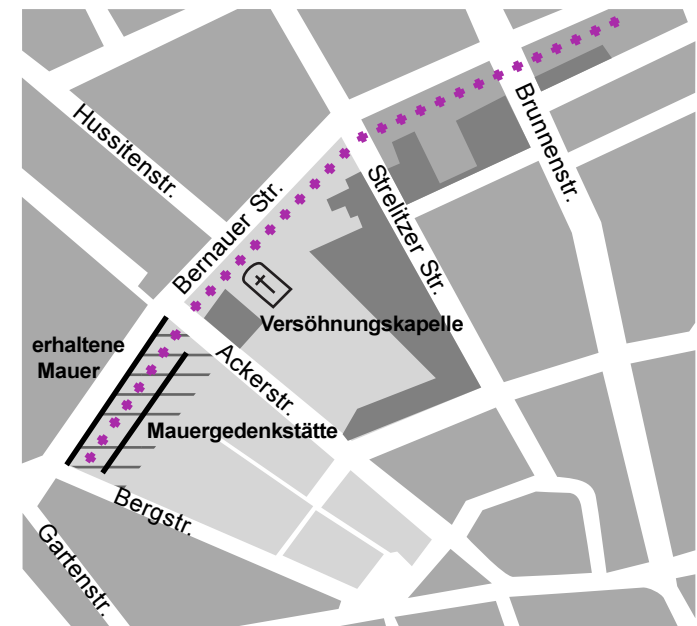 Hussitenstr.
Brunnenstr.
Bernauer Str.
Strelitzer Str.
Versöhnungskapelle
erhaltene
Mauer
Ackerstr.
Mauergedenkstätte
Bergstr.
Gartenstr.